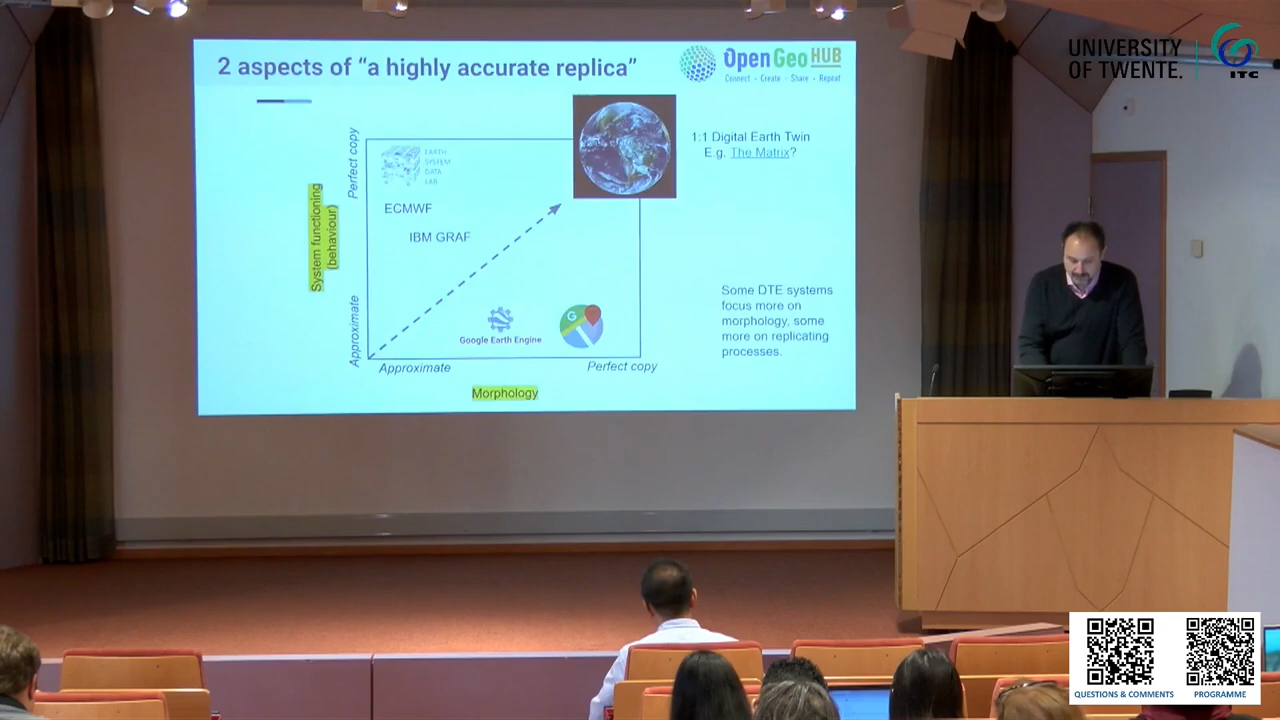 2 aspects of “a highly accurate replica”
OpenGeoHUB
Connect - Create - Share - Repeat
UNIVERSITY
OF TWENTE.
ITC
Perfect copy
EARTH
SYSTEM
DATA
LAB
1:1 Digital Earth Twin
E.g. The Matrix?
System functioning
(behaviour)
ECMWF
IBM GRAF
Some DTE systems
focus more on
morphology, some
more on replicating
processes.
Approximate
G
Google Earth Engine
Approximate
Perfect copy
Morphology
QUESTIONS & COMMENTS
PROGRAMME